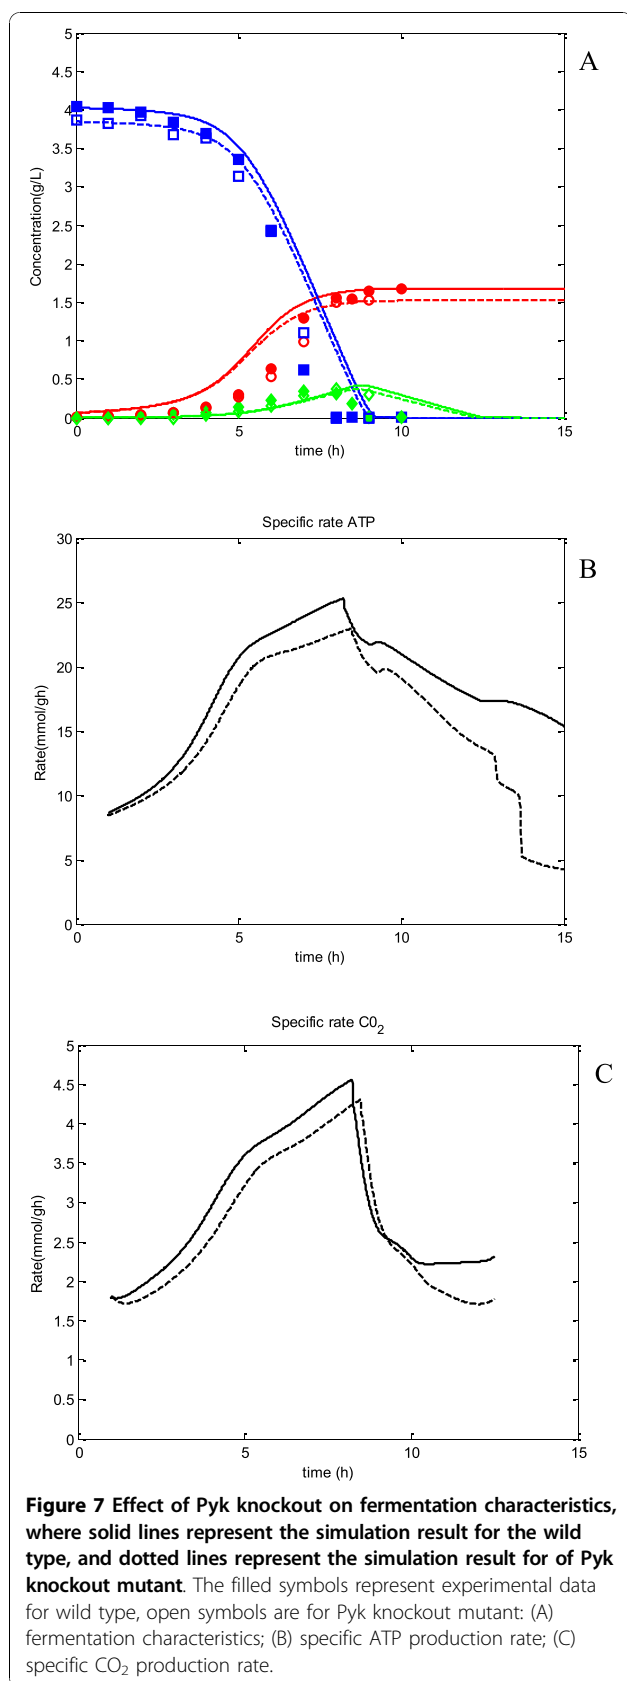 5
A
4.5
4
3.5
3
2.5
2
1.5
1
0.5
0
Concentration(g/L)
0 5 10 15
time (h)
Specific rate ATP
30
B
25
20
15
10
5
0
Rate(mmol/gh)
0 5 10 15
time (h)
Specific rate C0₂
5
C
4.5
4
3.5
3
2.5
2
1.5
1
0.5
0
Rate(mmol/gh)
0 5 10 15
time (h)
Figure 7 Effect of Pyk knockout on fermentation characteristics,
where solid lines represent the simulation result for the wild
type, and dotted lines represent the simulation result for of Pyk
knockout mutant. The filled symbols represent experimental data
for wild type, open symbols are for Pyk knockout mutant: (A)
fermentation characteristics; (B) specific ATP production rate; (C)
specific CO₂ production rate.